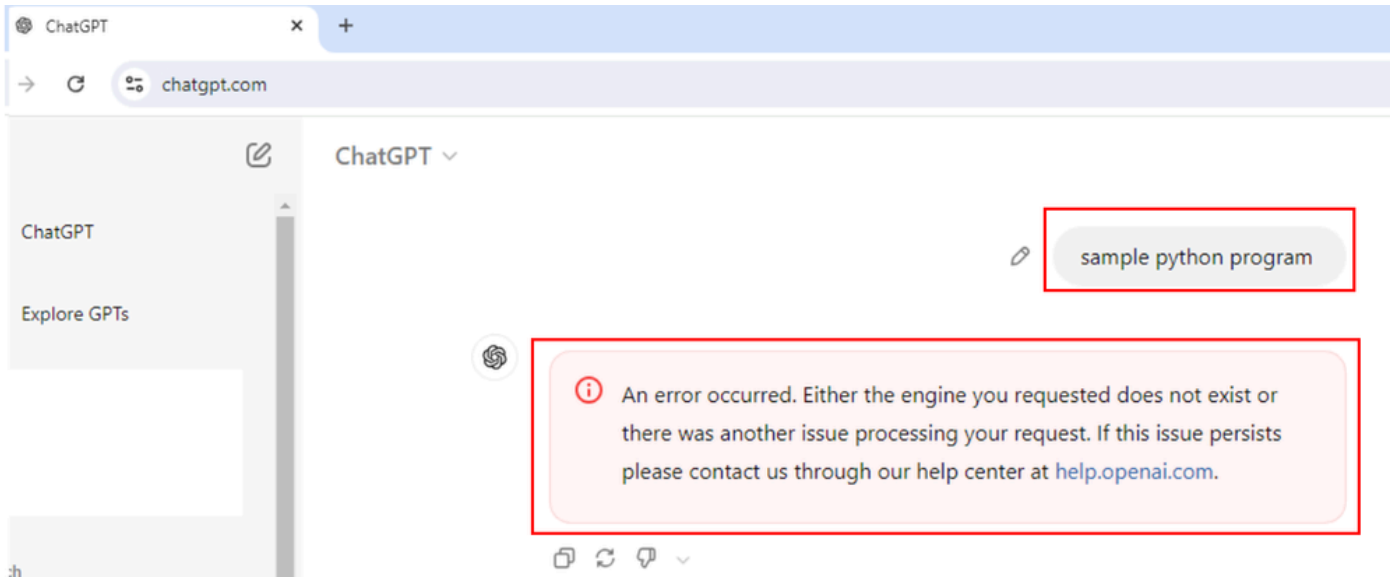 ChatGPT
chatgpt.com
ChatGPT
ChatGPT
sample python program
Explore GPTs
An error occurred. Either the engine you requested does not exist or
there was another issue processing your request. If this issue persists
please contact us through our help center at help.openai.com.